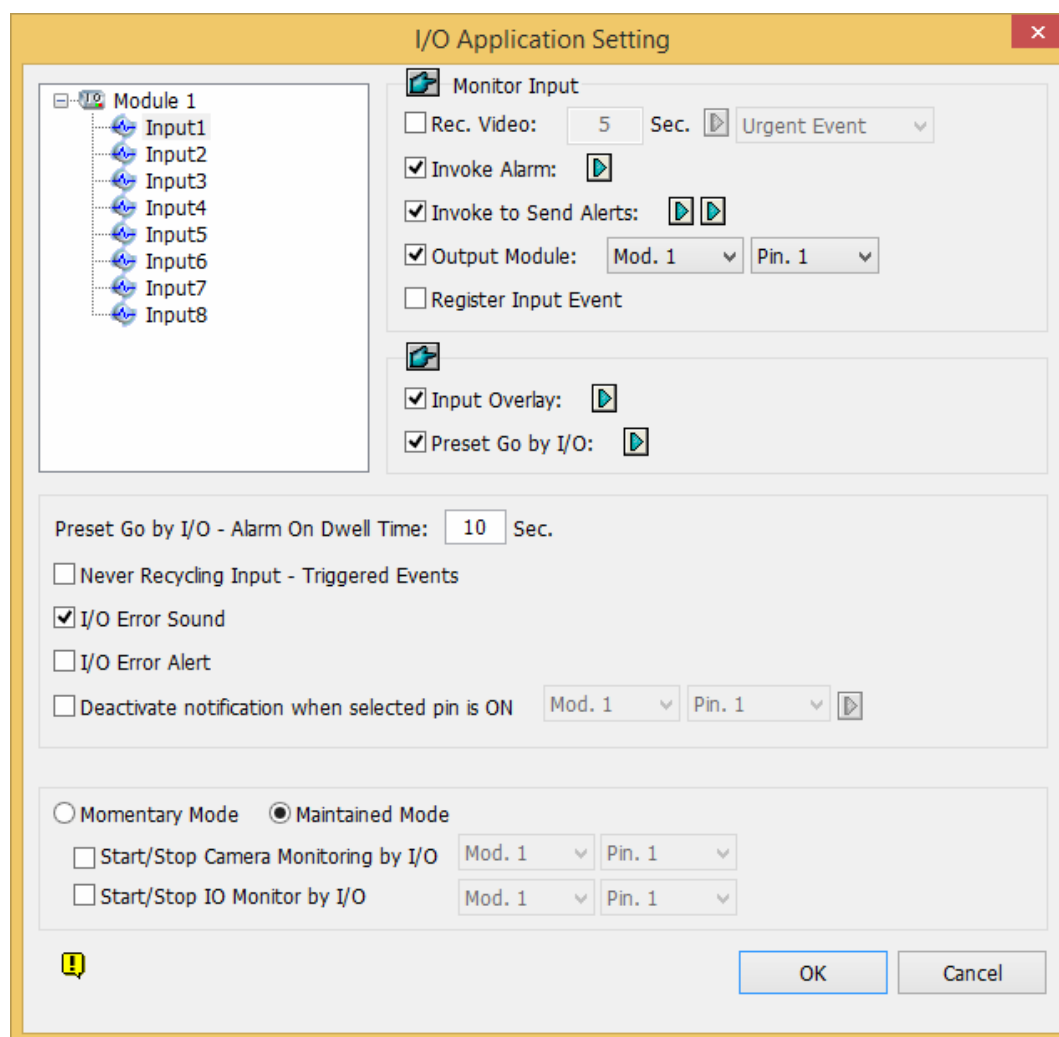 I/O Application Setting
Module 1
Input1
Input2
Input3
Input4
Input5
Input6
Input7
Input8
Monitor Input
Rec. Video: 5 Sec. Urgent Event
Invoke Alarm:
Invoke to Send Alerts:
Output Module: Mod. 1 Pin. 1
Register Input Event
Input Overlay:
Preset Go by I/O:
Preset Go by I/O - Alarm On Dwell Time: 10 Sec.
Never Recycling Input - Triggered Events
I/O Error Sound
I/O Error Alert
Deactivate notification when selected pin is ON Mod. 1 Pin. 1
Momentary Mode Maintained Mode
Start/Stop Camera Monitoring by I/O Mod. 1 Pin. 1
Start/Stop IO Monitor by I/O Mod. 1 Pin. 1
OK Cancel